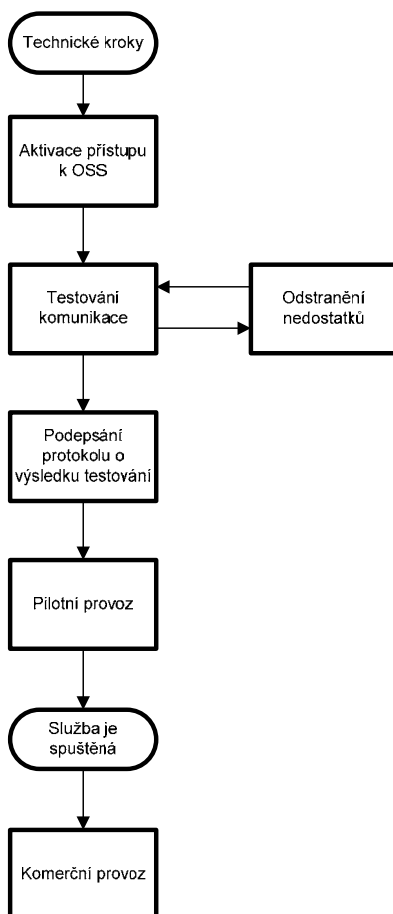 Technické kroky
Aktivace přístupu
k OSS
Testování
komunikace
Odstranění
nedostatků
Podepsání
protokolu o
výsledku testování
Pilotní provoz
Služba je
spuštěná
Komerční provoz